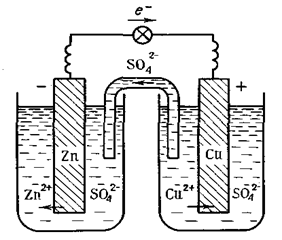 e⁻
SO₄²⁻
− +
Zn Cu
Zn²⁺ SO₄²⁻ Cu²⁺ SO₄²⁻